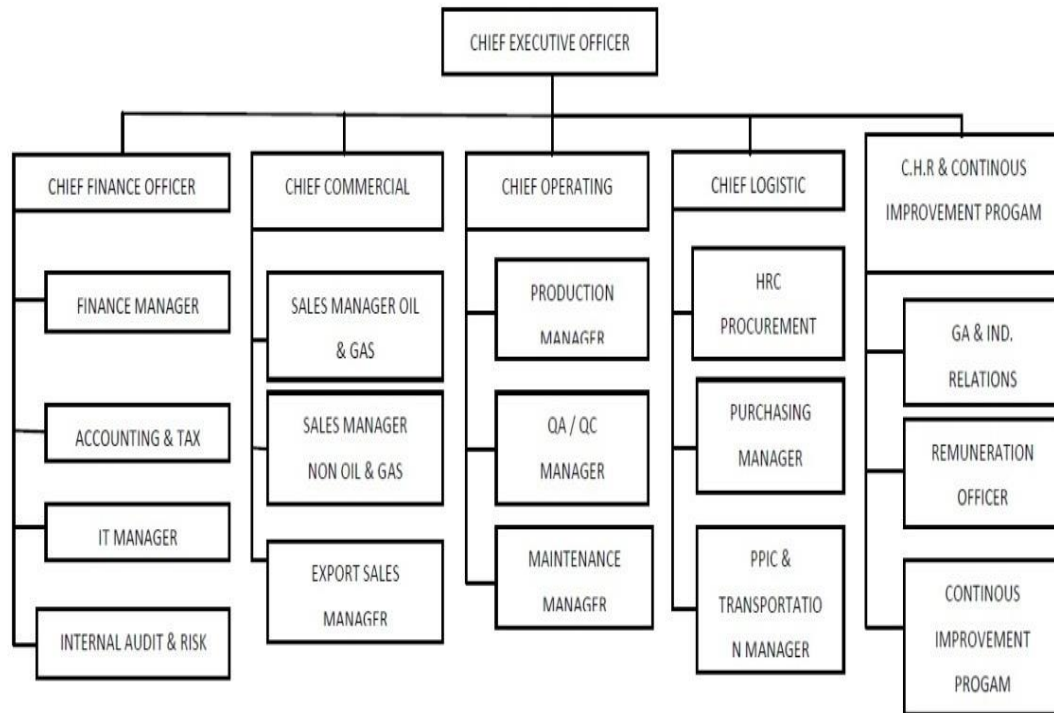 CHIEF EXECUTIVE OFFICER
CHIEF FINANCE OFFICER
FINANCE MANAGER
ACCOUNTING & TAX
IT MANAGER
INTERNAL AUDIT & RISK
CHIEF COMMERCIAL
SALES MANAGER OIL
& GAS
SALES MANAGER
NON OIL & GAS
EXPORT SALES
MANAGER
CHIEF OPERATING
PRODUCTION
MANAGER
QA / QC
MANAGER
MAINTENANCE
MANAGER
CHIEF LOGISTIC
HRC
PROCUREMENT
PURCHASING
MANAGER
PPIC &
TRANSPORTATIO
N MANAGER
C.H.R & CONTINOUS
IMPROVEMENT PROGAM
GA & IND.
RELATIONS
REMUNERATION
OFFICER
CONTINOUS
IMPROVEMENT
PROGAM